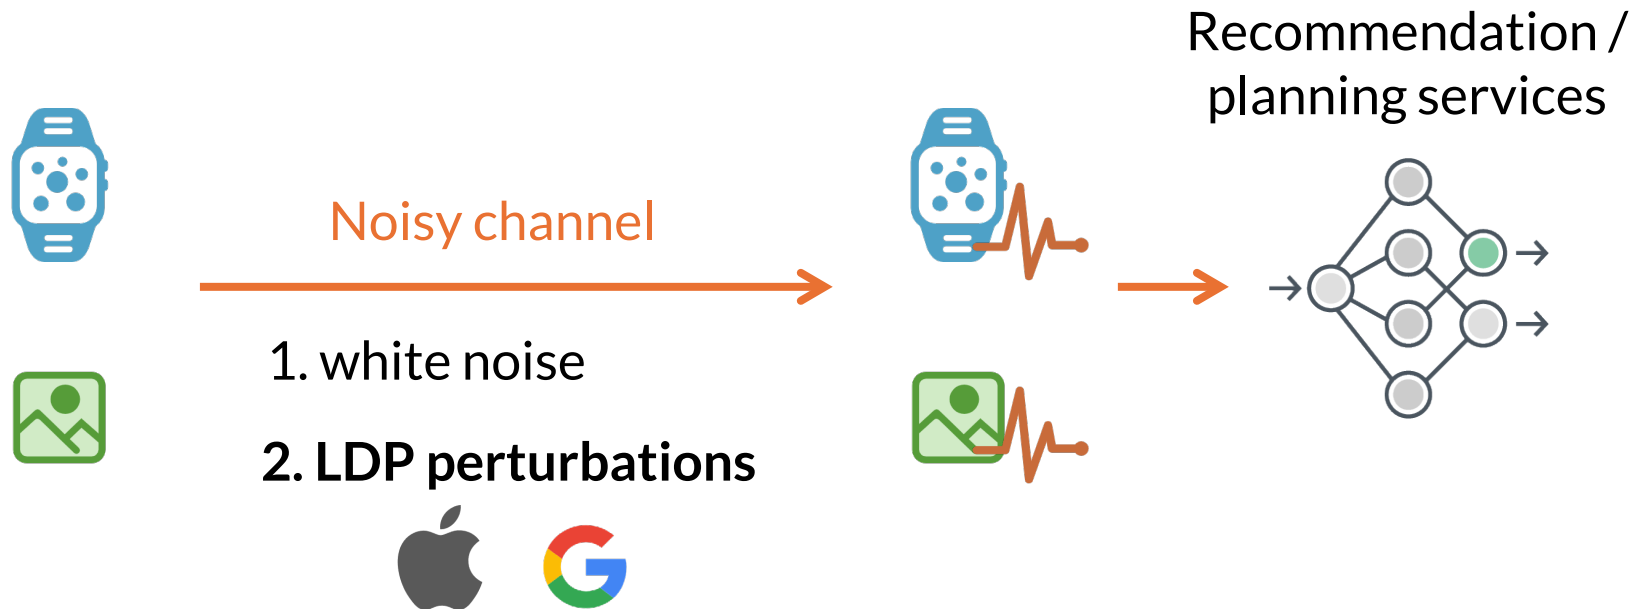 Recommendation /
planning services
Noisy channel
1. white noise
2. LDP perturbations